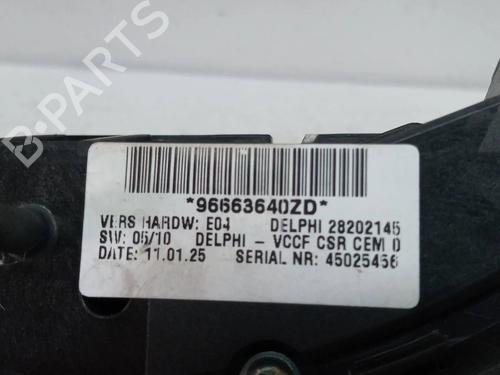 *96663640ZD*
VERS HARDW: E04 DELPHI 28202145
SW: 05/10 DELPHI - VCCF CSR CEM 0
DATE: 11.01.25 SERIAL NR: 45025456
B-PARTS